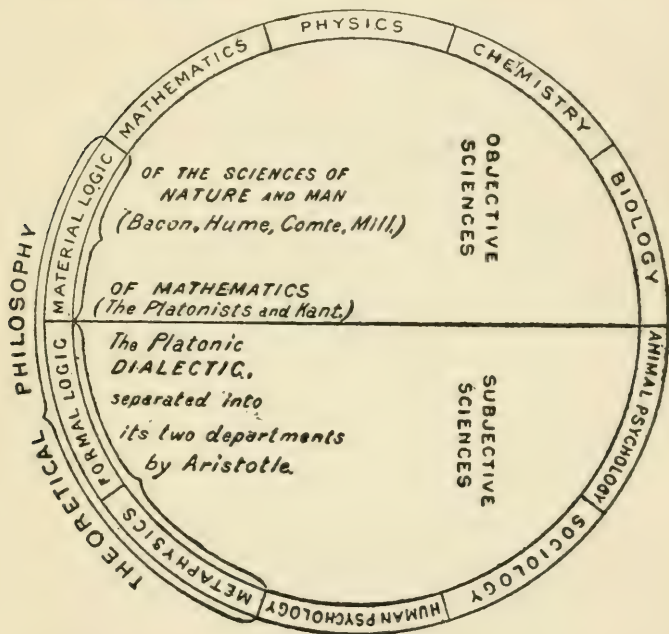 MATHEMATICS
PHYSICS
CHEMISTRY
BIOLOGY
ANIMAL PSYCHOLOGY
SOCIOLOGY
HUMAN PSYCHOLOGY
METAPHYSICS
FORMAL LOGIC
MATERIAL LOGIC
THEORETICAL PHILOSOPHY
OF THE SCIENCES OF
NATURE AND MAN
(Bacon, Hume, Comte, Mill.)
OF MATHEMATICS
(The Platonists and Kant.)
The Platonic
DIALECTIC,
separated into
its two departments
by Aristotle.
OBJECTIVE
SCIENCES
SUBJECTIVE
SCIENCES